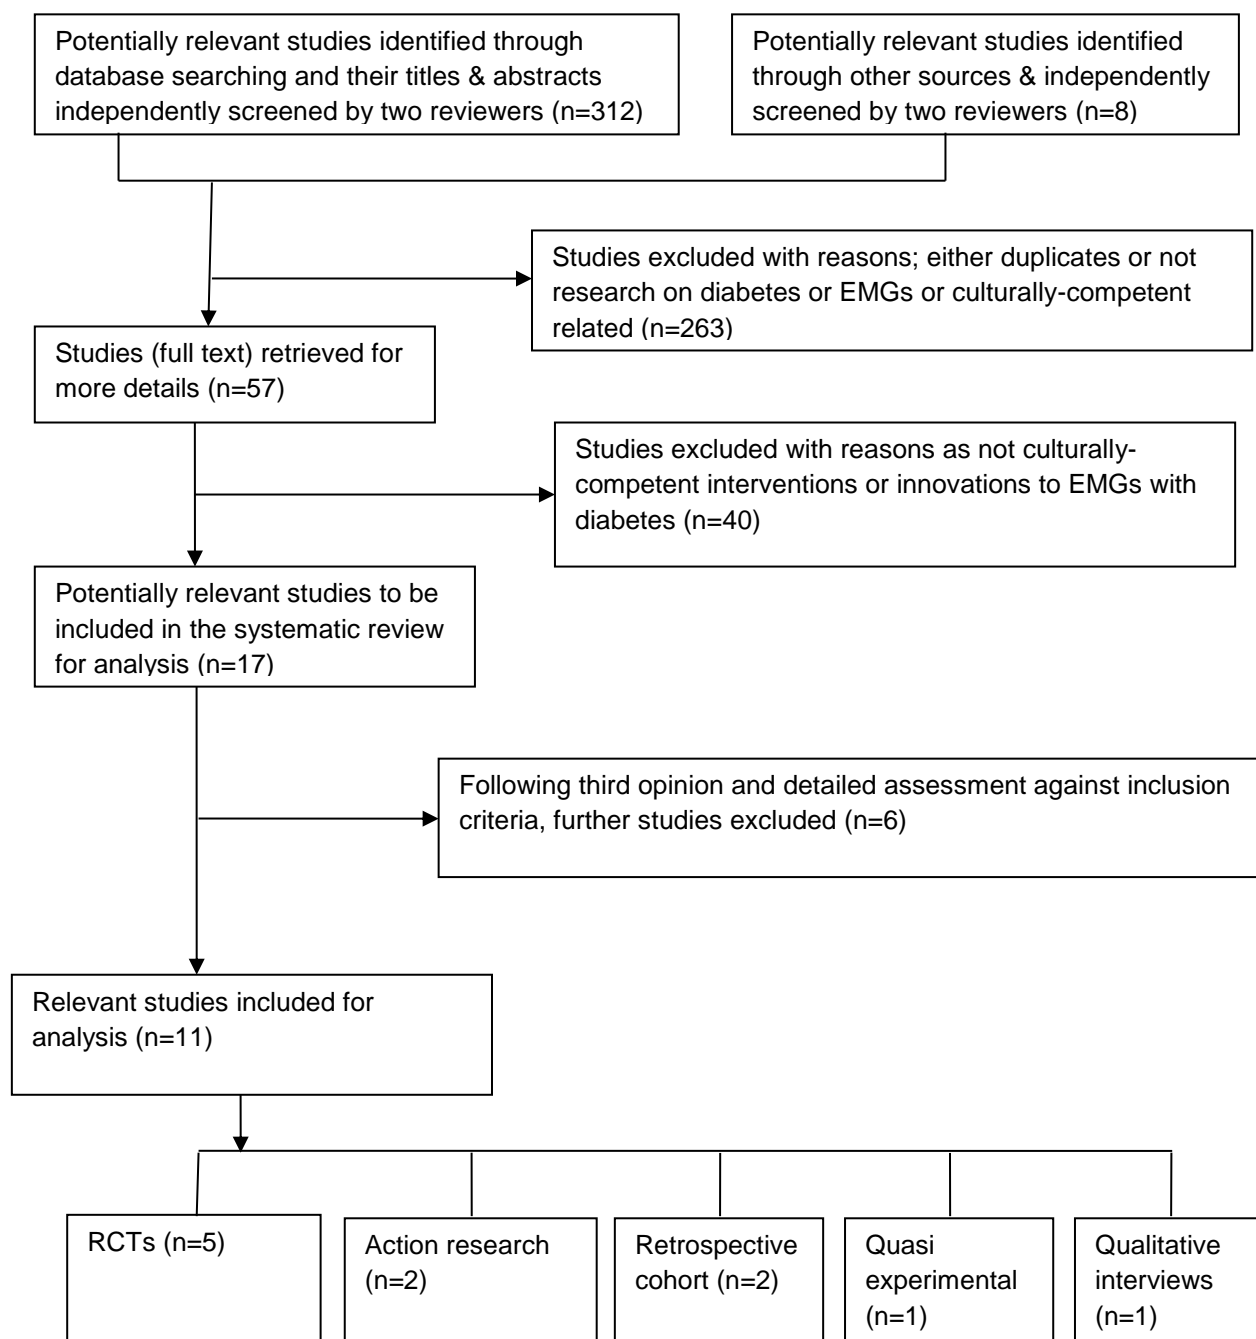 Potentially relevant studies identified through
database searching and their titles & abstracts
independently screened by two reviewers (n=312)
Potentially relevant studies identified
through other sources & independently
screened by two reviewers (n=8)
Studies excluded with reasons; either duplicates or not
research on diabetes or EMGs or culturally-competent
related (n=263)
Studies (full text) retrieved for
more details (n=57)
Studies excluded with reasons as not culturally-
competent interventions or innovations to EMGs with
diabetes (n=40)
Potentially relevant studies to be
included in the systematic review
for analysis (n=17)
Following third opinion and detailed assessment against inclusion
criteria, further studies excluded (n=6)
Relevant studies included for
analysis (n=11)
RCTs (n=5)
Action research
(n=2)
Retrospective
cohort (n=2)
Quasi
experimental
(n=1)
Qualitative
interviews
(n=1)